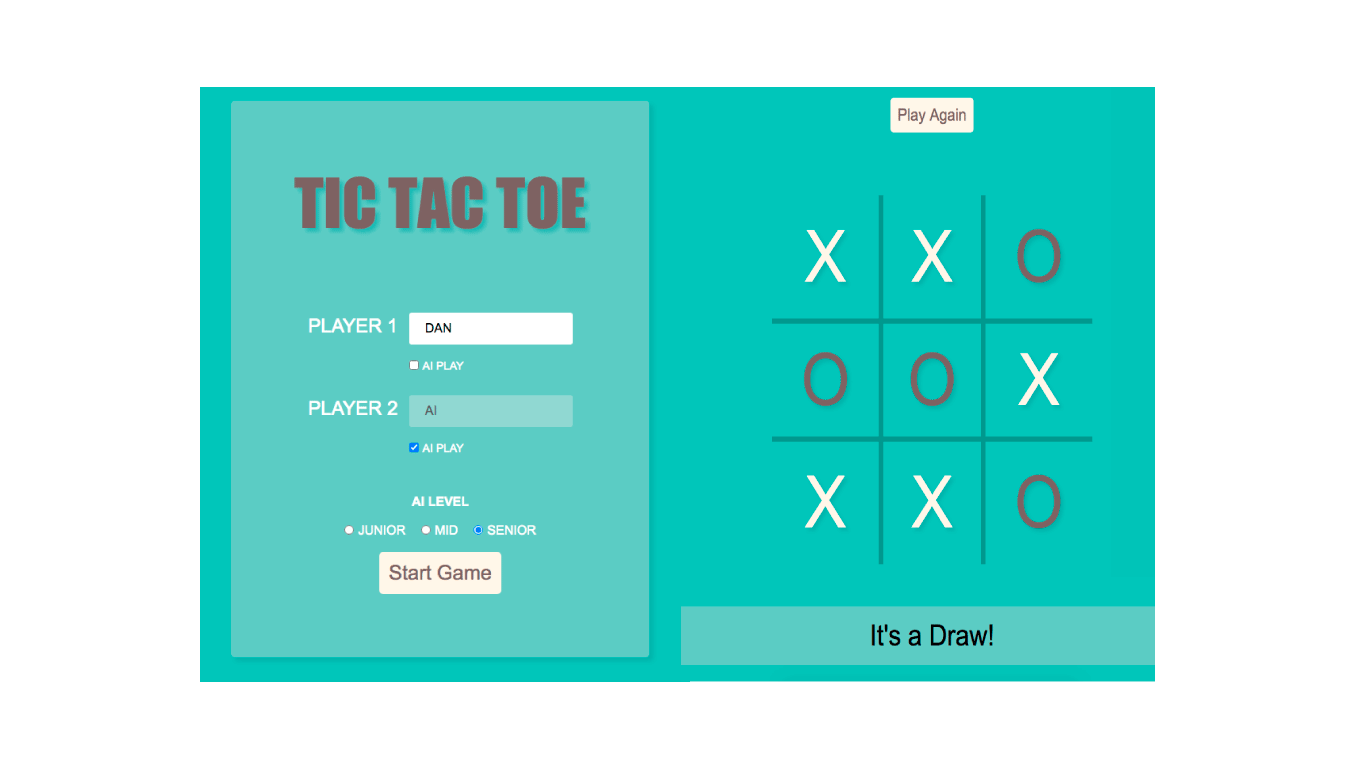 TIC TAC TOE
PLAYER 1 DAN
AI PLAY
PLAYER 2 AI
AI PLAY
AI LEVEL
JUNIOR MID SENIOR
Start Game
Play Again
X X O
O O X
X X O
It's a Draw!